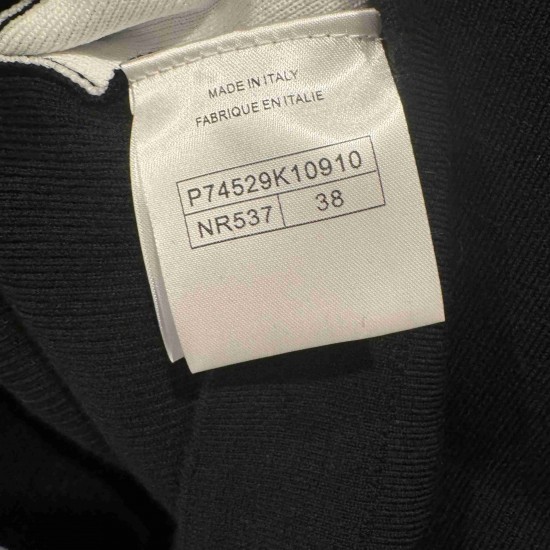 MADE IN ITALY
FABRIQUE EN ITALIE
P74529K10910
NR537 38